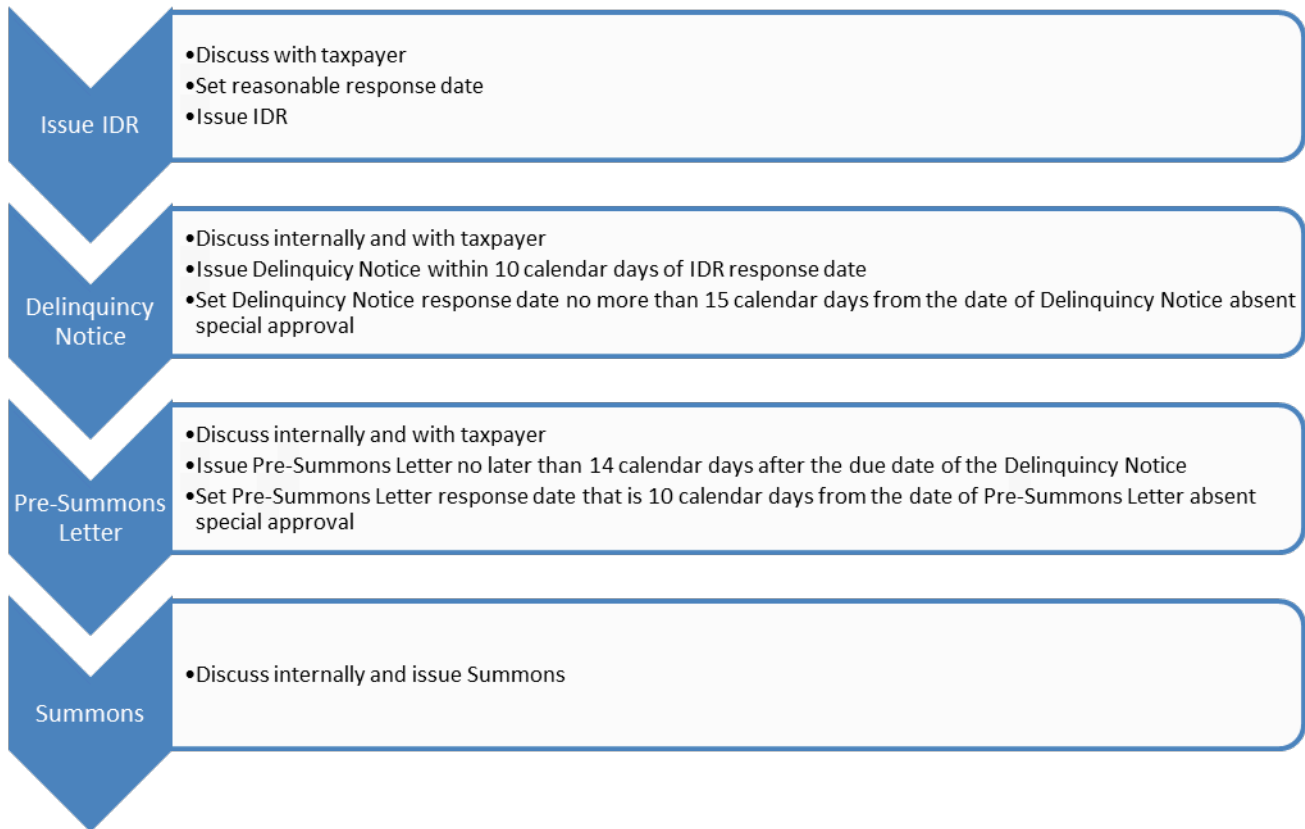 Issue IDR
•Discuss with taxpayer
•Set reasonable response date
•Issue IDR
Delinquincy
Notice
•Discuss internally and with taxpayer
•Issue Delinquicy Notice within 10 calendar days of IDR response date
•Set Delinquincy Notice response date no more than 15 calendar days from the date of Delinquincy Notice absent
special approval
Pre-Summons
Letter
•Discuss internally and with taxpayer
•Issue Pre-Summons Letter no later than 14 calendar days after the due date of the Delinquincy Notice
•Set Pre-Summons Letter response date that is 10 calendar days from the date of Pre-Summons Letter absent
special approval
Summons
•Discuss internally and issue Summons